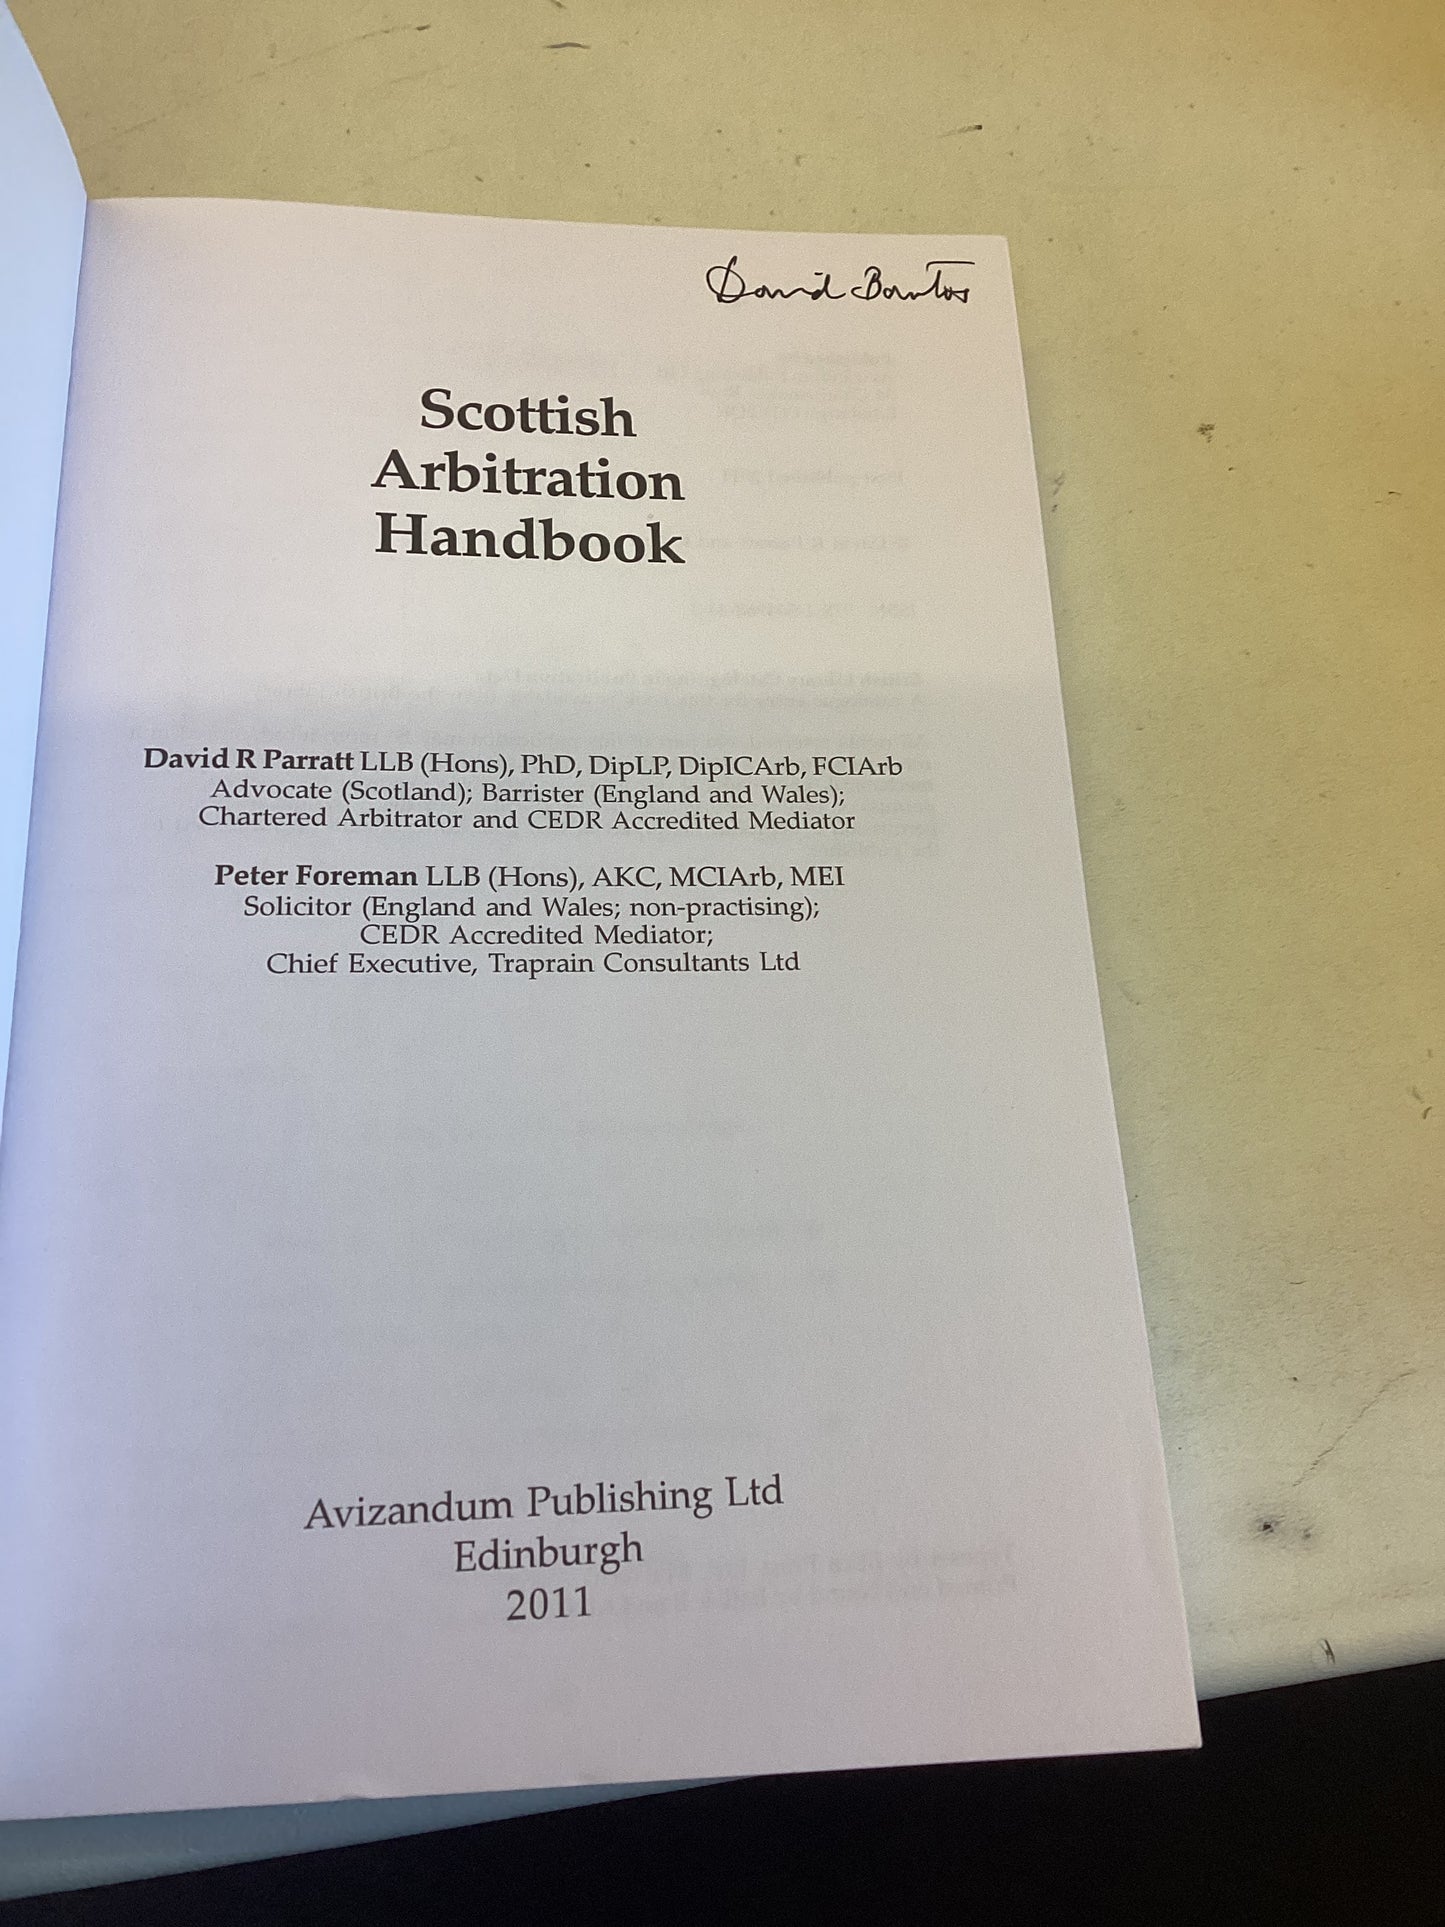 David Bartos
Scottish
Arbitration
Handbook
David R Parratt LLB (Hons), PhD, DipLP, DipICArb, FCIArb
Advocate (Scotland); Barrister (England and Wales);
Chartered Arbitrator and CEDR Accredited Mediator
Peter Foreman LLB (Hons), AKC, MCIArb, MEI
Solicitor (England and Wales; non-practising);
CEDR Accredited Mediator;
Chief Executive, Traprain Consultants Ltd
Avizandum Publishing Ltd
Edinburgh
2011